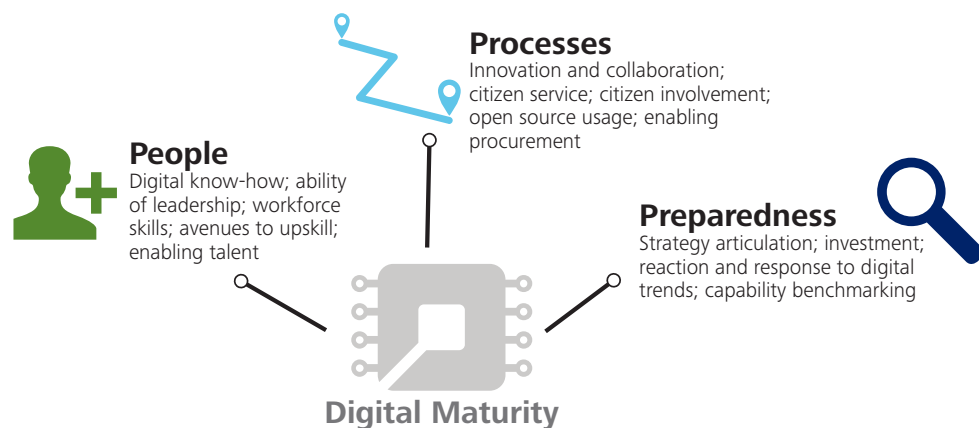 Processes
Innovation and collaboration;
citizen service; citizen involvement;
open source usage; enabling
procurement
People
Digital know-how; ability
of leadership; workforce
skills; avenues to upskill;
enabling talent
Preparedness
Strategy articulation; investment;
reaction and response to digital
trends; capability benchmarking
Digital Maturity